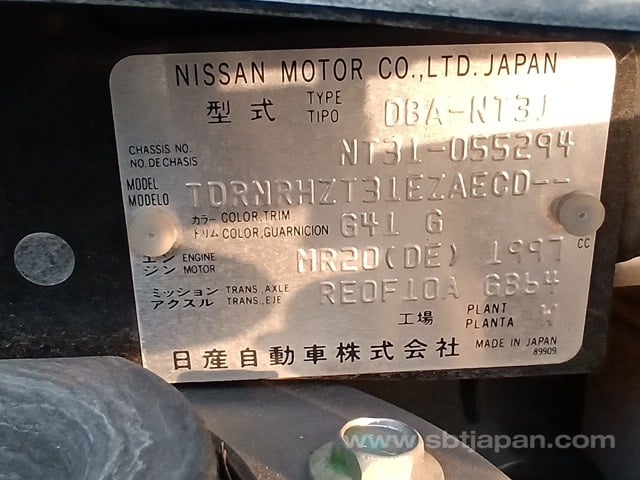 NISSAN MOTOR CO.,LTD. JAPAN
型式 TYPE TIPO DBA-NT31
CHASSIS NO. NO.DE CHASIS NT31-055294
MODEL MODELO TDRNRHZT31EZAECD--
カラー COLOR,TRIM
トリム COLOR,GUARNICION G41 G
エンジン ENGINE MOTOR MR20(DE) 1997 CC
ミッション TRANS.,AXLE
アクスル TRANS.,EJE RE0F10A GB64
工場 PLANT PLANTA
日産自動車株式会社 MADE IN JAPAN
89909
www.sbtjapan.com